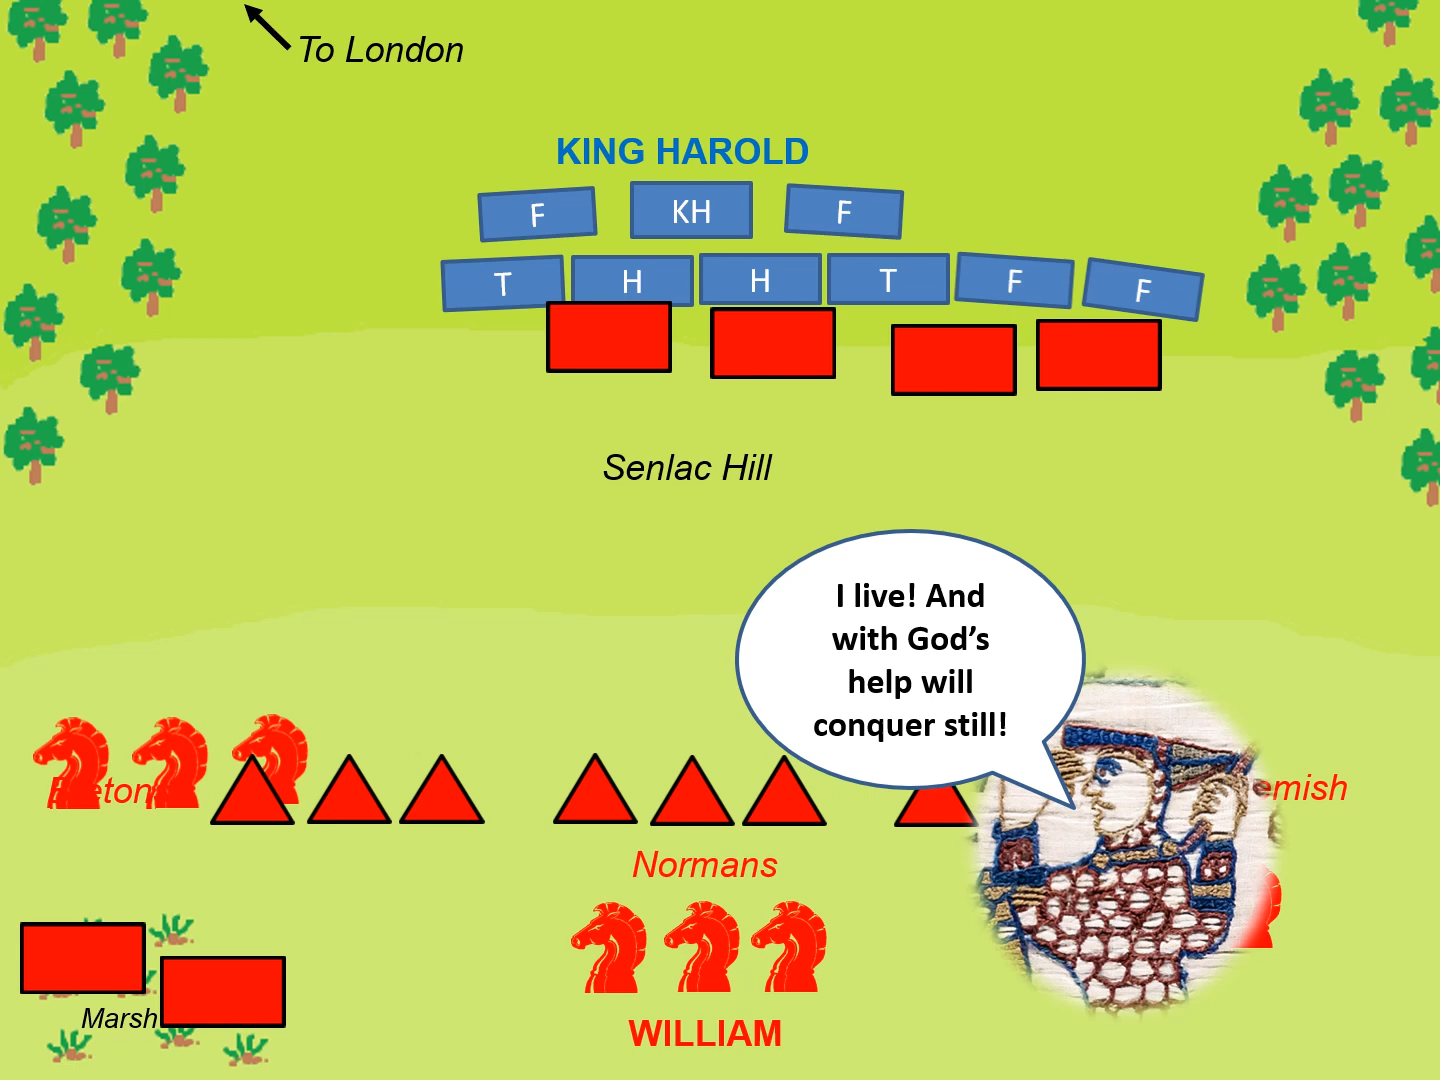 To London
KING HAROLD
F KH F
T H H T F F
Senlac Hill
I live! And
with God’s
help will
conquer still!
Normans
Marsh
WILLIAM